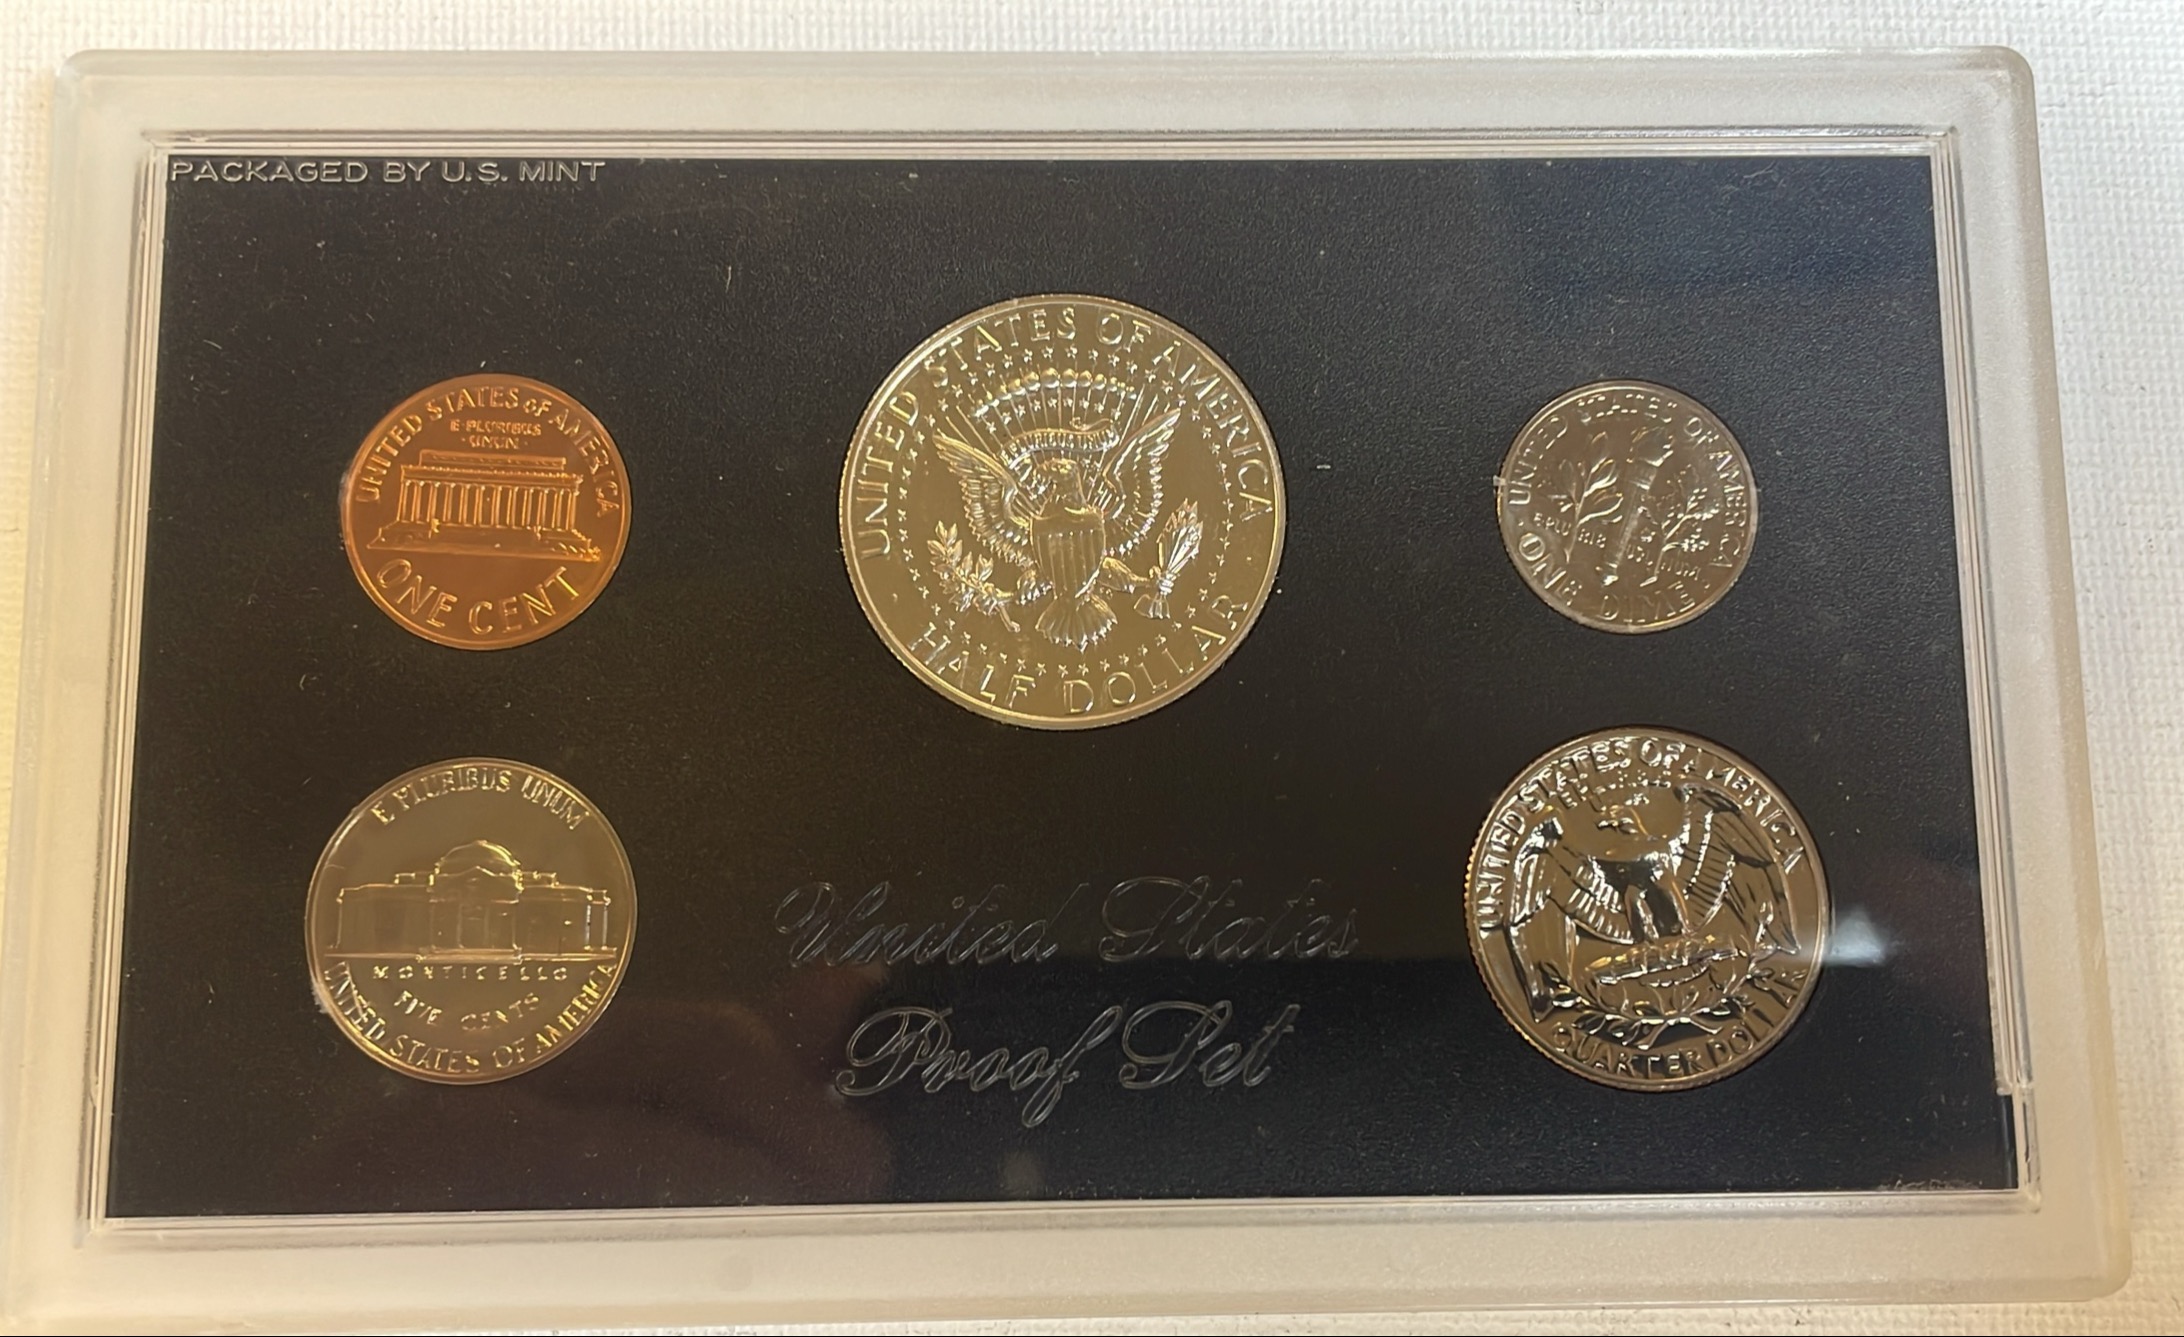 PACKAGED BY U.S. MINT
UNITED STATES OF AMERICA
E·PLURIBUS
·UNUM·
ONE CENT
UNITED STATES OF AMERICA
HALF DOLLAR
UNITED STATES OF AMERICA
ONE DIME
E PLURIBUS UNUM
MONTICELLO
FIVE CENTS
UNITED STATES OF AMERICA
United States
Proof Set
UNITED STATES OF AMERICA
QUARTER DOLLAR